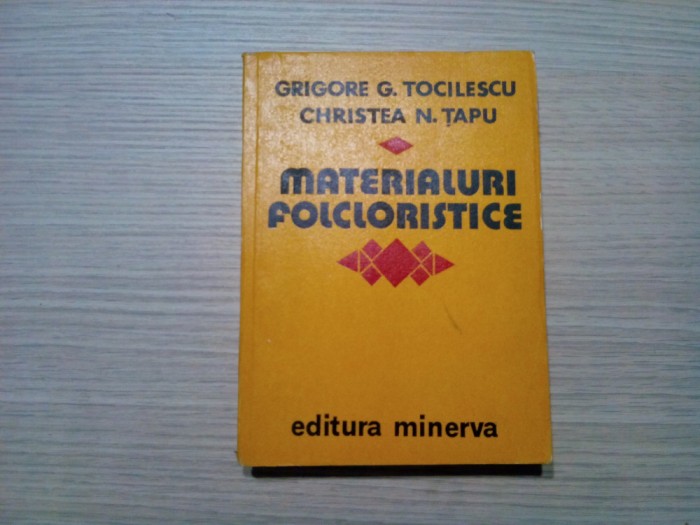 GRIGORE G. TOCILESCU
CHRISTEA N. ȚAPU
MATERIALURI
FOLCLORISTICE
editura minerva